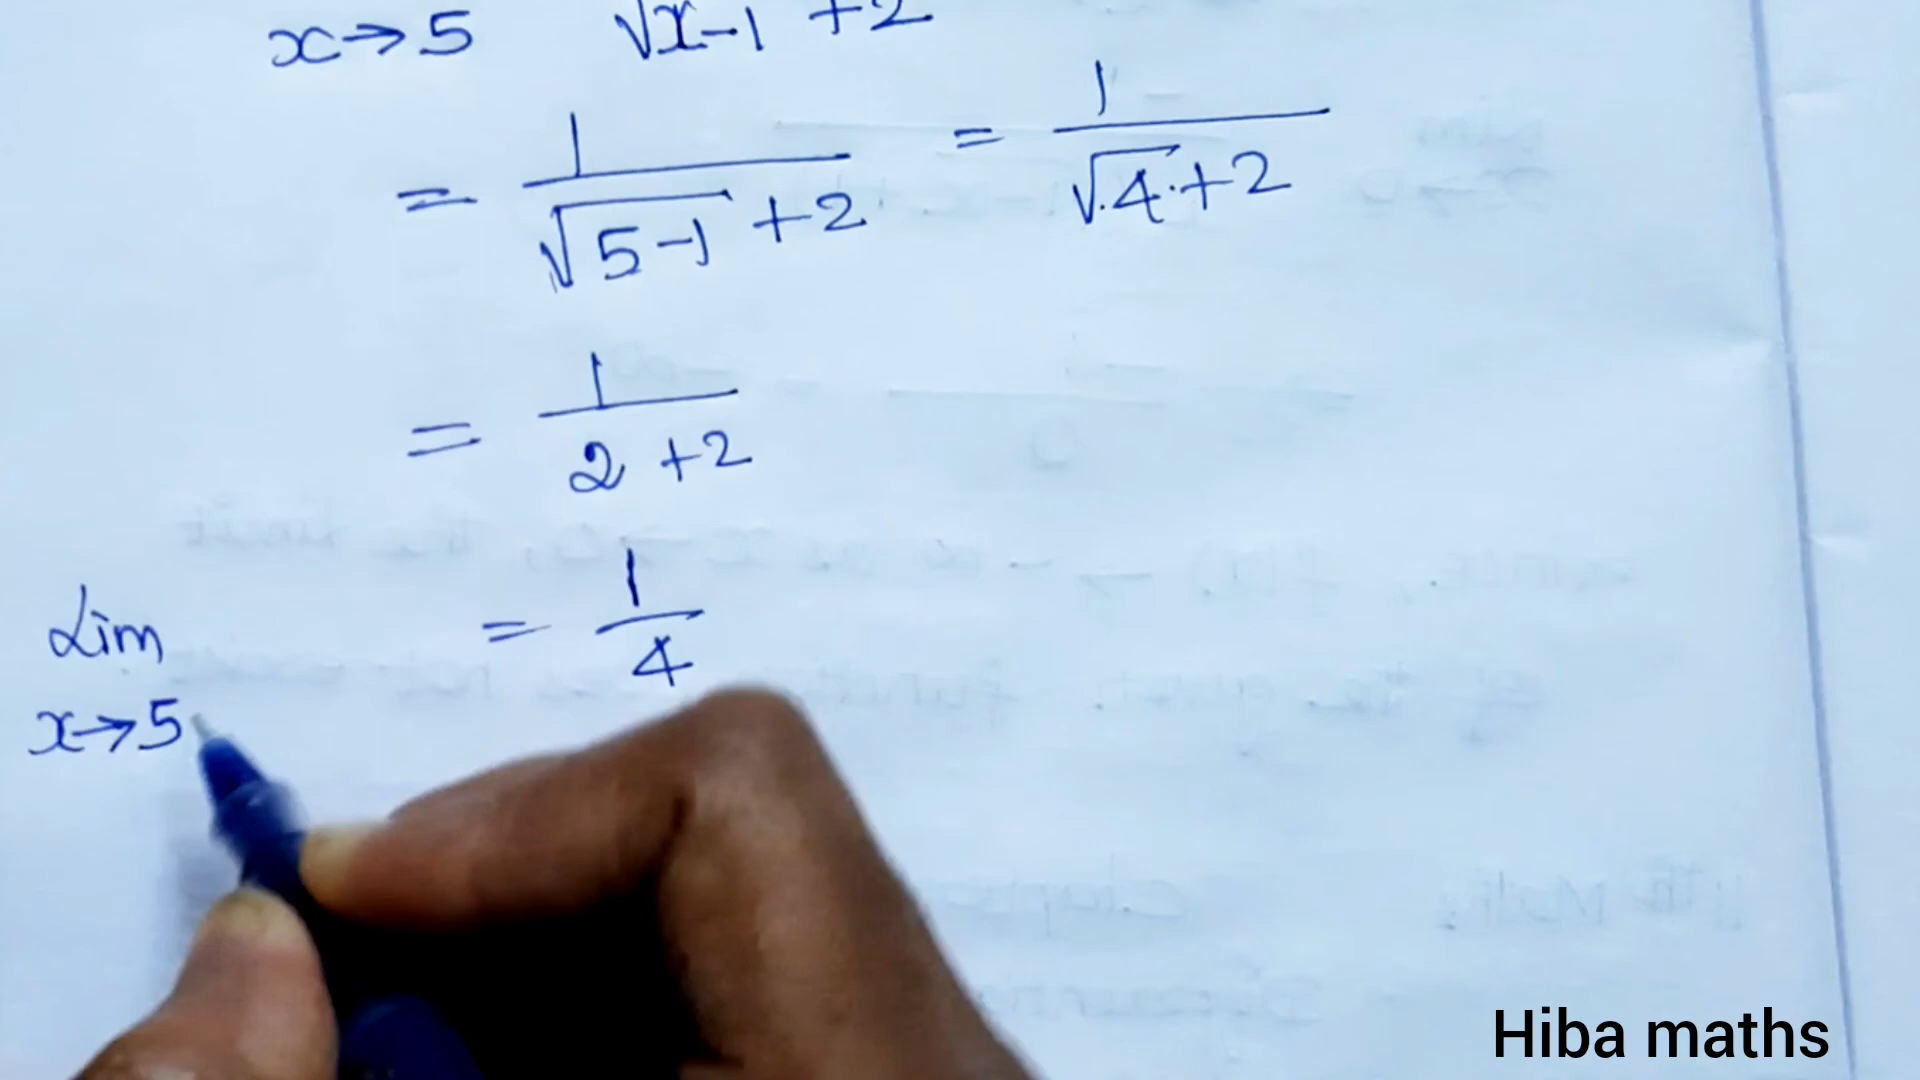 x→5 √x-1 +2
= 1/(√(5-1) +2) = 1/(√4 +2)
= 1/(2 +2)
Lim = 1/4
x→5
Hiba maths